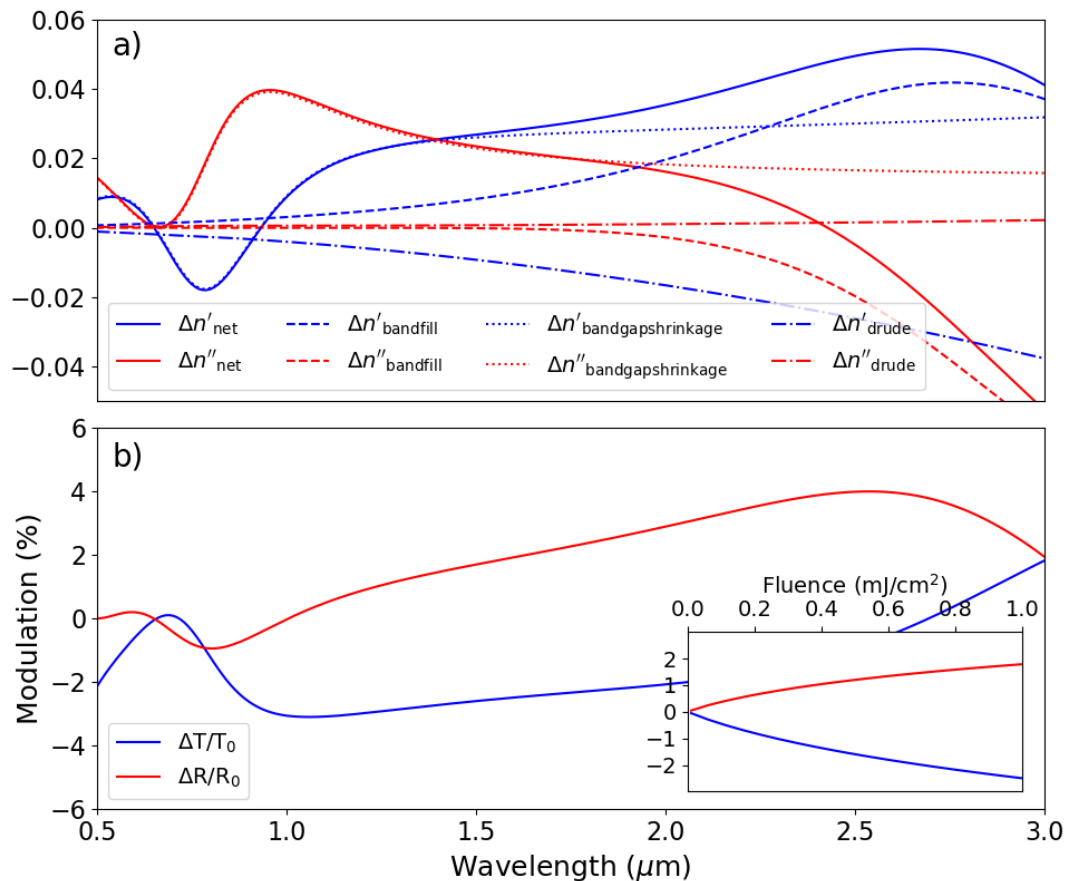 a)
0.06
0.04
0.02
0.00
−0.02
−0.04
Δn′net Δn′bandfill Δn′bandgapshrinkage Δn′drude
Δn″net Δn″bandfill Δn″bandgapshrinkage Δn″drude
b)
Modulation (%)
6
4
2
0
−2
−4
−6
ΔT/T0
ΔR/R0
Fluence (mJ/cm²)
0.0 0.2 0.4 0.6 0.8 1.0
2
1
0
−1
−2
0.5 1.0 1.5 2.0 2.5 3.0
Wavelength (μm)